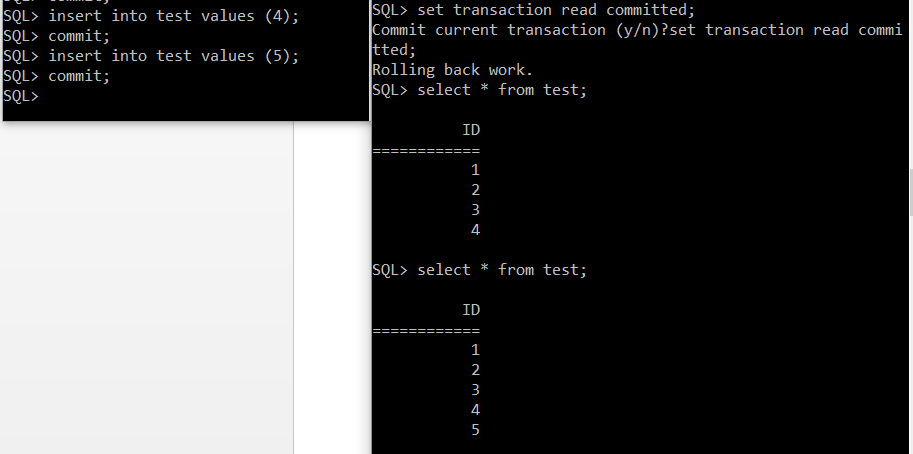 SQL> insert into test values (4);
SQL> commit;
SQL> insert into test values (5);
SQL> commit;
SQL>
SQL> set transaction read committed;
Commit current transaction (y/n)?set transaction read commi
tted;
Rolling back work.
SQL> select * from test;
ID
============
1
2
3
4
SQL> select * from test;
ID
============
1
2
3
4
5